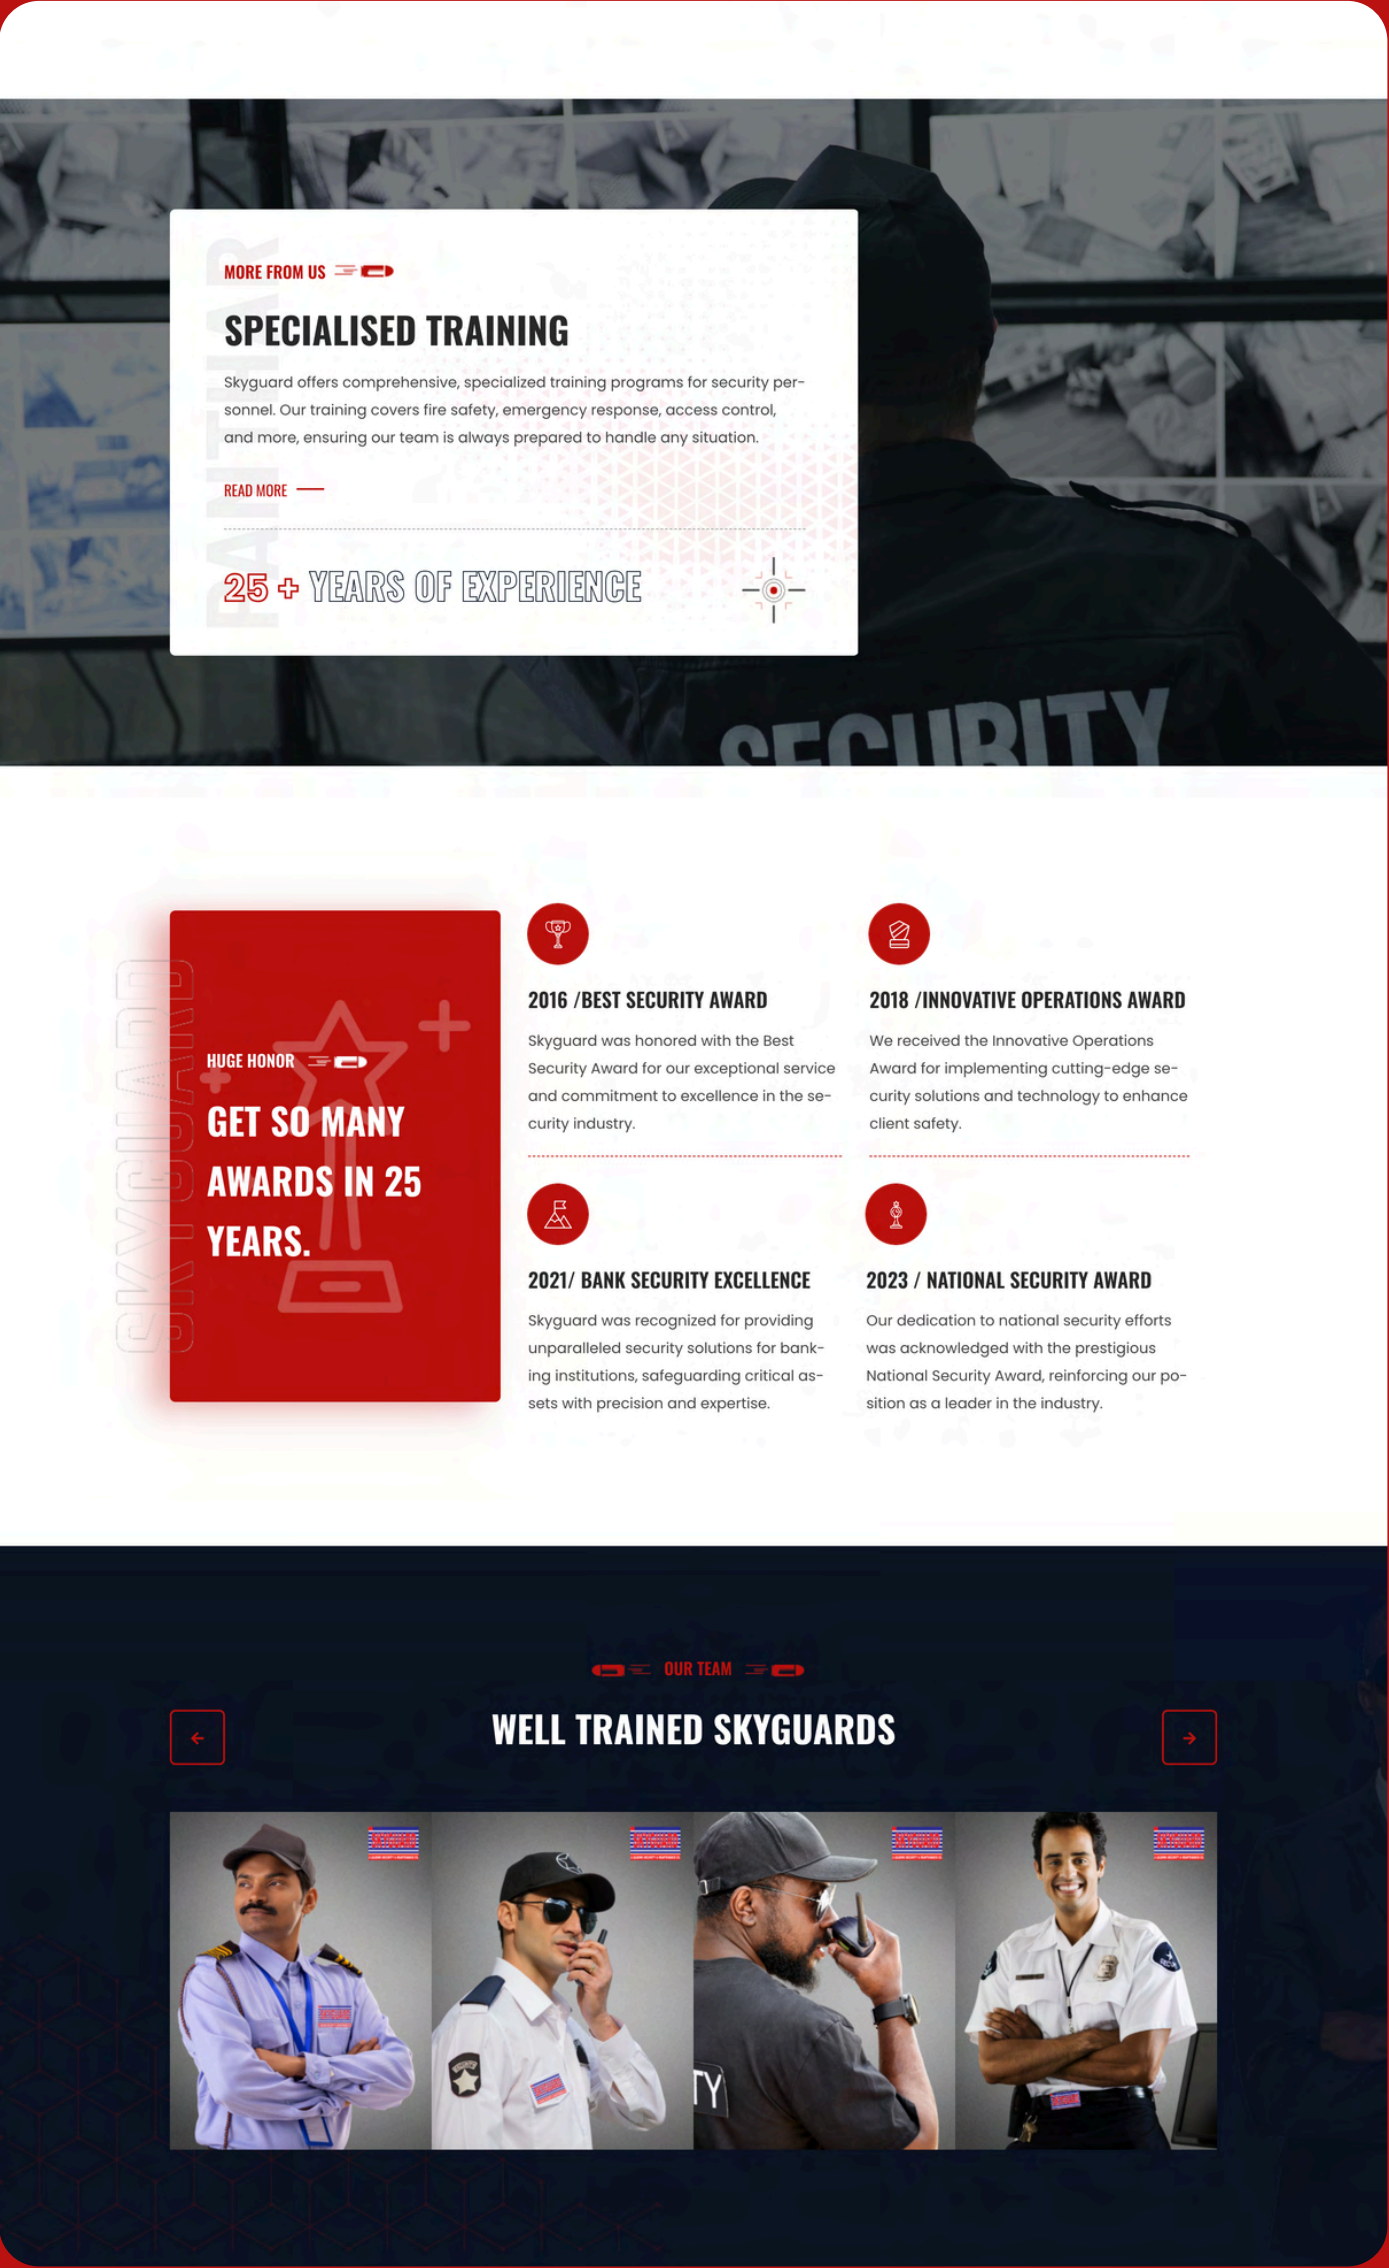 PANTHAR
MORE FROM US
SPECIALISED TRAINING
Skyguard offers comprehensive, specialized training programs for security per-
sonnel. Our training covers fire safety, emergency response, access control,
and more, ensuring our team is always prepared to handle any situation.
READ MORE
25 + YEARS OF EXPERIENCE
SECURITY
SKYGUARD
HUGE HONOR
GET SO MANY
AWARDS IN 25
YEARS.
2016 /BEST SECURITY AWARD
Skyguard was honored with the Best
Security Award for our exceptional service
and commitment to excellence in the se-
curity industry.
2018 /INNOVATIVE OPERATIONS AWARD
We received the Innovative Operations
Award for implementing cutting-edge se-
curity solutions and technology to enhance
client safety.
2021/ BANK SECURITY EXCELLENCE
Skyguard was recognized for providing
unparalleled security solutions for bank-
ing institutions, safeguarding critical as-
sets with precision and expertise.
2023 / NATIONAL SECURITY AWARD
Our dedication to national security efforts
was acknowledged with the prestigious
National Security Award, reinforcing our po-
sition as a leader in the industry.
OUR TEAM
WELL TRAINED SKYGUARDS
SKYGUARD
SKYGUARD
SKYGUARD
SKYGUARD
SKYGUARD
TY